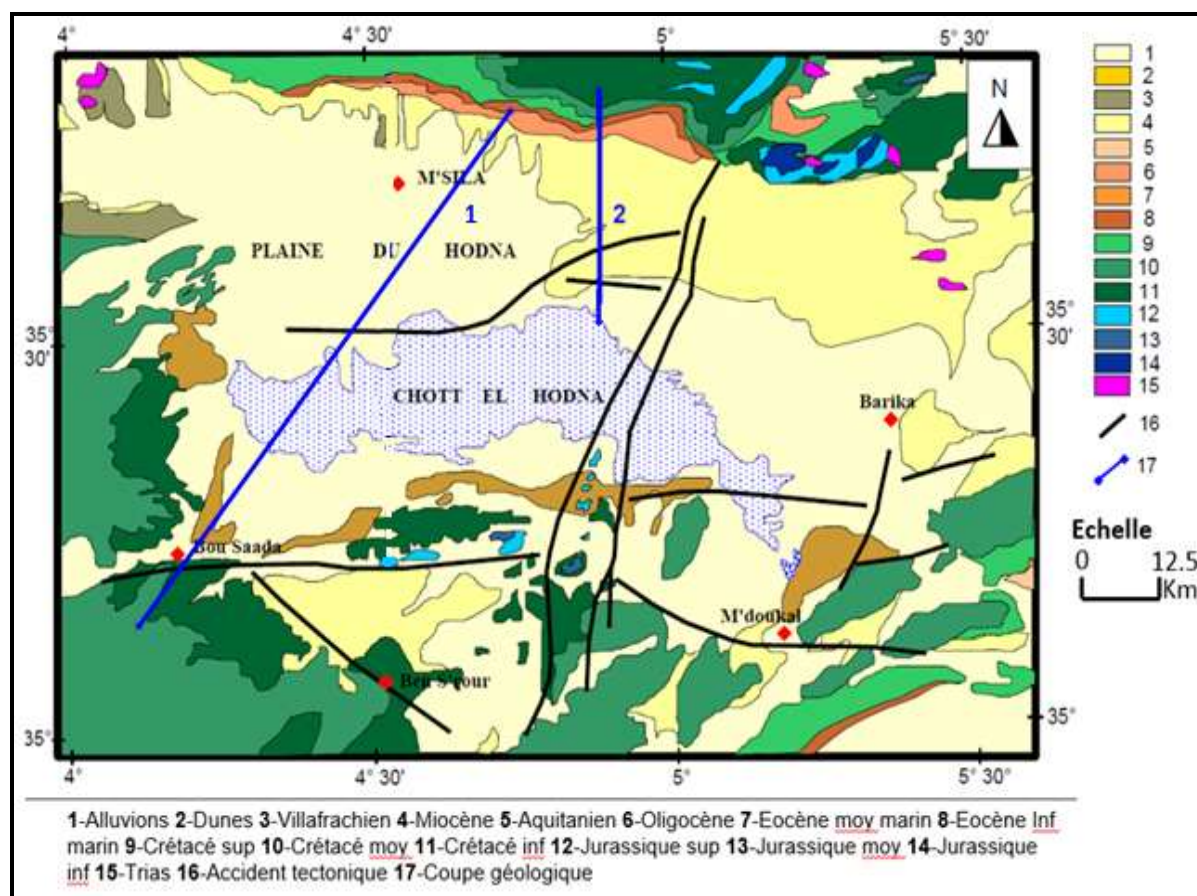 4° 4° 30' 5° 5° 30'
N
M'SILA
1
2
PLAINE DU HODNA
35° 30'
35° 30'
CHOTT EL HODNA
Barika
Bou Saada
M'doukal
Ben S'rour
35°
35°
4° 4° 30' 5° 5° 30'
1
2
3
4
5
6
7
8
9
10
11
12
13
14
15
16
17
Echelle
0 12.5
Km
1-Alluvions 2-Dunes 3-Villafrachien 4-Miocène 5-Aquitanien 6-Oligocène 7-Eocène moy marin 8-Eocène Inf
marin 9-Crétacé sup 10-Crétacé moy 11-Crétacé inf 12-Jurassique sup 13-Jurassique moy 14-Jurassique
inf 15-Trias 16-Accident tectonique 17-Coupe géologique